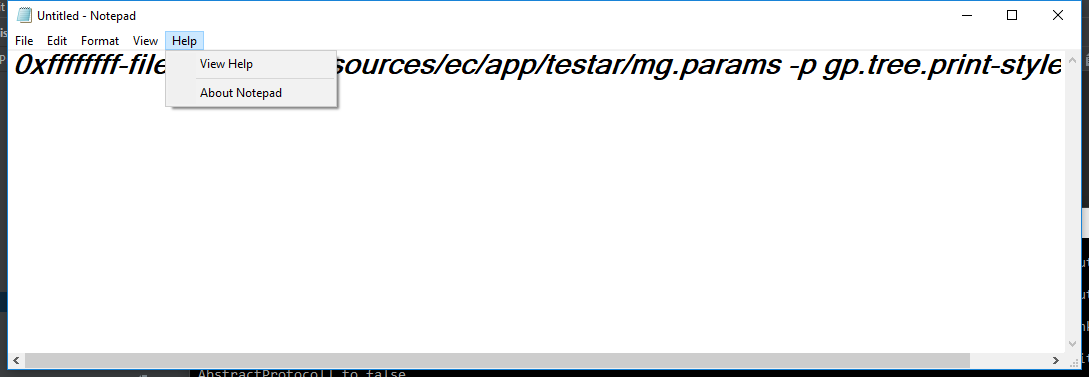 Untitled - Notepad
File Edit Format View Help
0xffffffff-file sources/ec/app/testar/mg.params -p gp.tree.print-style
View Help
About Notepad
AbstractProtocol] to false